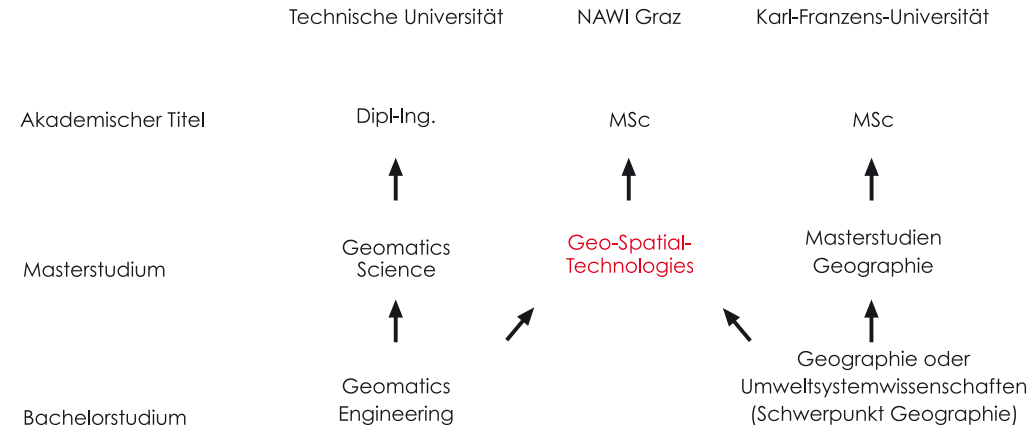 Technische Universität
NAWI Graz
Karl-Franzens-Universität
Akademischer Titel
Dipl-Ing.
MSc
MSc
Masterstudium
Geomatics
Science
Geo-Spatial-
Technologies
Masterstudien
Geographie
Bachelorstudium
Geomatics
Engineering
Geographie oder
Umweltsystemwissenschaften
(Schwerpunkt Geographie)